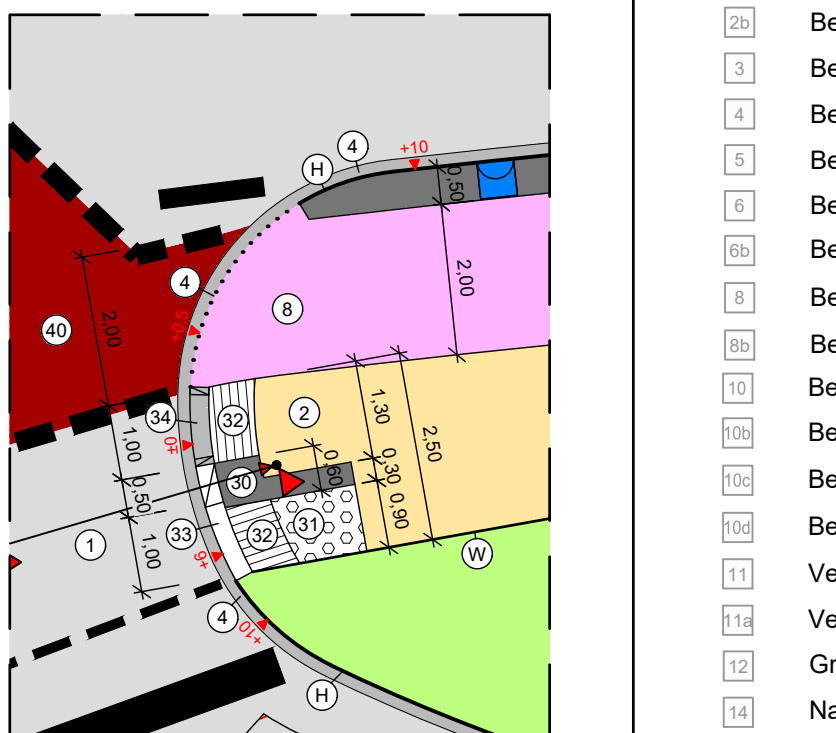 4
+10
H
0,50
4
2,00
8
+0,5
40
2,00
34
32
2
1,30
2,50
±0
1,00
30
0,60
0,30
0,50
31
0,90
33
32
1
+6
1,00
W
4
+10
H
2b
Be
3
Be
4
Be
5
Be
6
Be
6b
Be
8
Be
8b
Be
10
Be
10b
Be
10c
Be
10d
Be
11
Ve
11a
Ve
12
Gr
14
Na